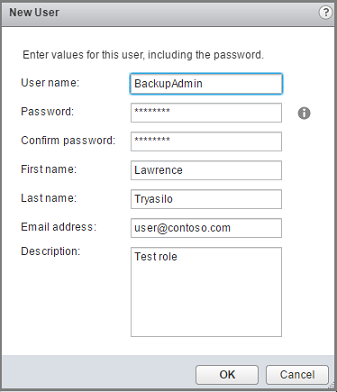 New User
?
Enter values for this user, including the password.
User name: BackupAdmin
Password: ********
Confirm password: ********
First name: Lawrence
Last name: Tryasilo
Email address: user@contoso.com
Description: Test role
OK Cancel